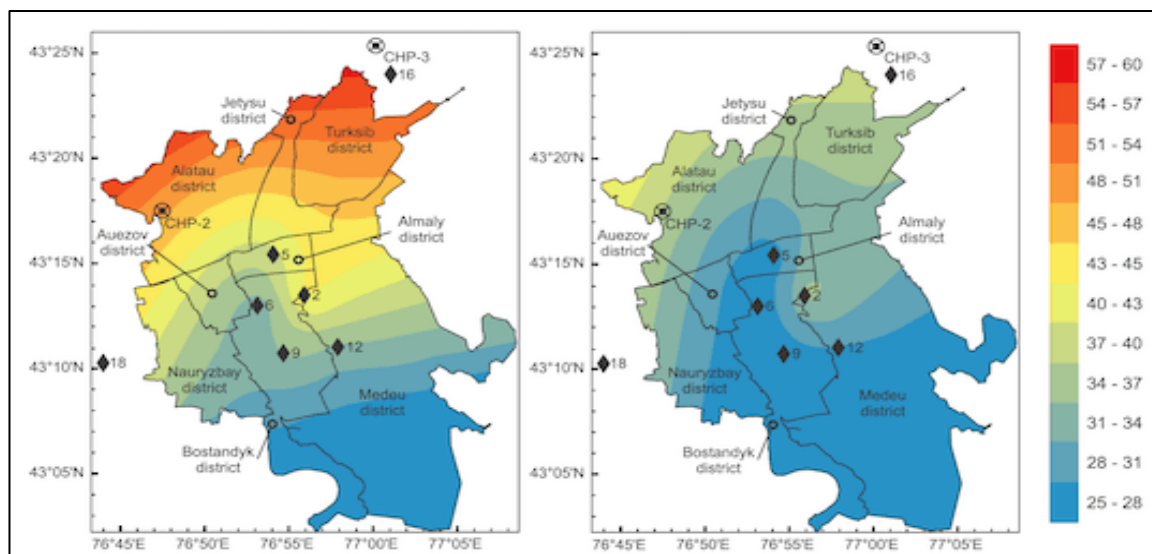 43°25'N
43°20'N
43°15'N
43°10'N
43°05'N
76°45'E 76°50'E 76°55'E 77°00'E 77°05'E
CHP-3
16
Jetysu
district
Turksib
district
Alatau
district
CHP-2
Auezov
district
Almaly
district
5
2
6
9
12
18
Nauryzbay
district
Medeu
district
Bostandyk
district
43°25'N
43°20'N
43°15'N
43°10'N
43°05'N
76°45'E 76°50'E 76°55'E 77°00'E 77°05'E
CHP-3
16
Jetysu
district
Turksib
district
Alatau
district
CHP-2
Auezov
district
Almaly
district
5
2
6
9
12
18
Nauryzbay
district
Medeu
district
Bostandyk
district
57 - 60
54 - 57
51 - 54
48 - 51
45 - 48
43 - 45
40 - 43
37 - 40
34 - 37
31 - 34
28 - 31
25 - 28